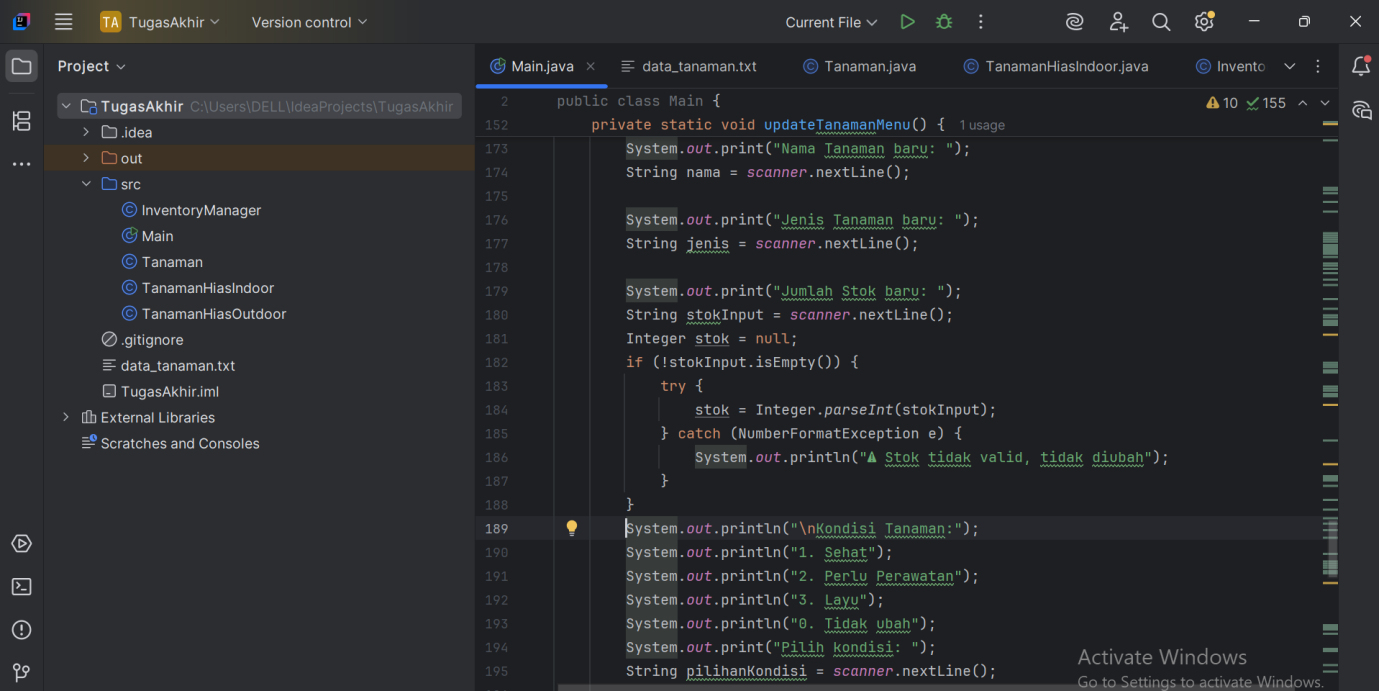 TA TugasAkhir Version control Current File
Project
Main.java data_tanaman.txt Tanaman.java TanamanHiasIndoor.java Invento
TugasAkhir C:\Users\DELL\IdeaProjects\TugasAkhir
.idea
out
src
InventoryManager
Main
Tanaman
TanamanHiasIndoor
TanamanHiasOutdoor
.gitignore
data_tanaman.txt
TugasAkhir.iml
External Libraries
Scratches and Consoles
2 public class Main {
10 155
152 private static void updateTanamanMenu() { 1 usage
173 System.out.print("Nama Tanaman baru: ");
174 String nama = scanner.nextLine();
175
176 System.out.print("Jenis Tanaman baru: ");
177 String jenis = scanner.nextLine();
178
179 System.out.print("Jumlah Stok baru: ");
180 String stokInput = scanner.nextLine();
181 Integer stok = null;
182 if (!stokInput.isEmpty()) {
183 try {
184 stok = Integer.parseInt(stokInput);
185 } catch (NumberFormatException e) {
186 System.out.println("⚠ Stok tidak valid, tidak diubah");
187 }
188 }
189 System.out.println("\nKondisi Tanaman:");
190 System.out.println("1. Sehat");
191 System.out.println("2. Perlu Perawatan");
192 System.out.println("3. Layu");
193 System.out.println("0. Tidak ubah");
194 System.out.print("Pilih kondisi: ");
195 String pilihanKondisi = scanner.nextLine();
Activate Windows
Go to Settings to activate Windows.